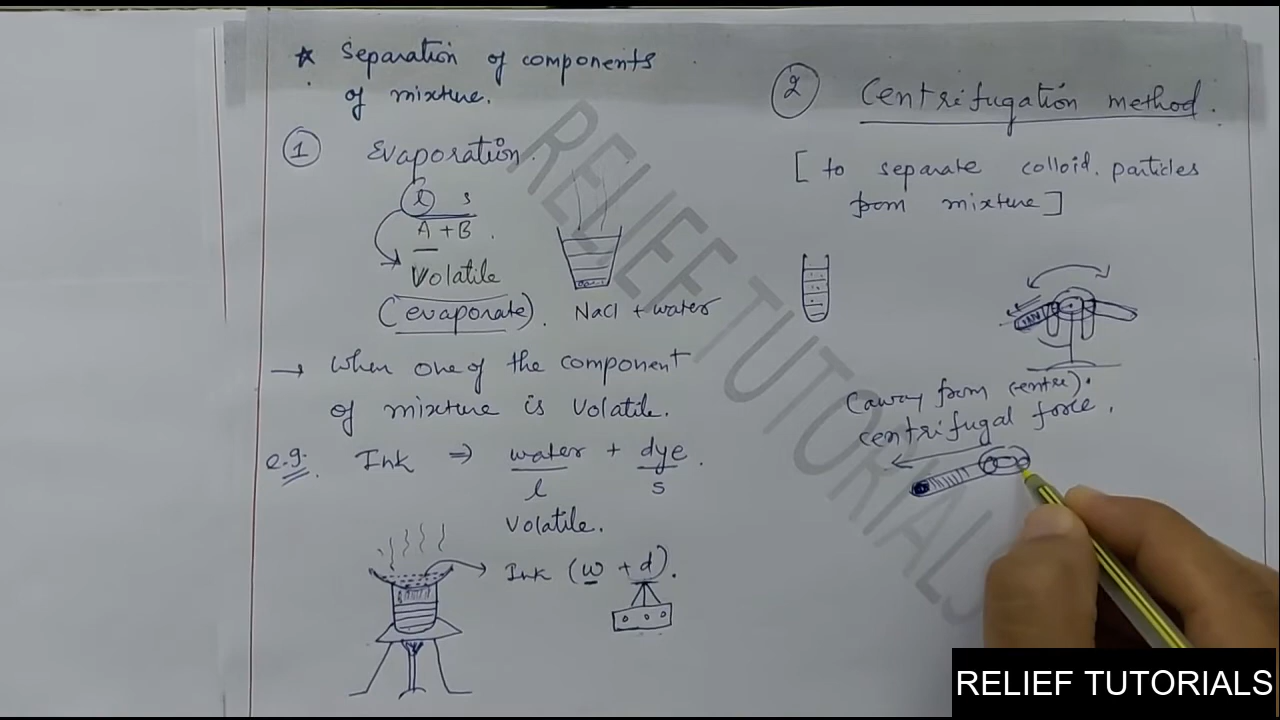 * Separation of components
of mixture.
1 Evaporation.
l s
A + B.
Volatile
(evaporate).
NaCl + water
→ When one of the component
of mixture is Volatile.
e.g. Ink ⇒ water + dye.
l s
Volatile.
Ink (w + d).
2 Centrifugation method.
[to separate colloid particles
from mixture]
(away from centre).
centrifugal force.
RELIEF TUTORIALS
RELIEF TUTORIALS